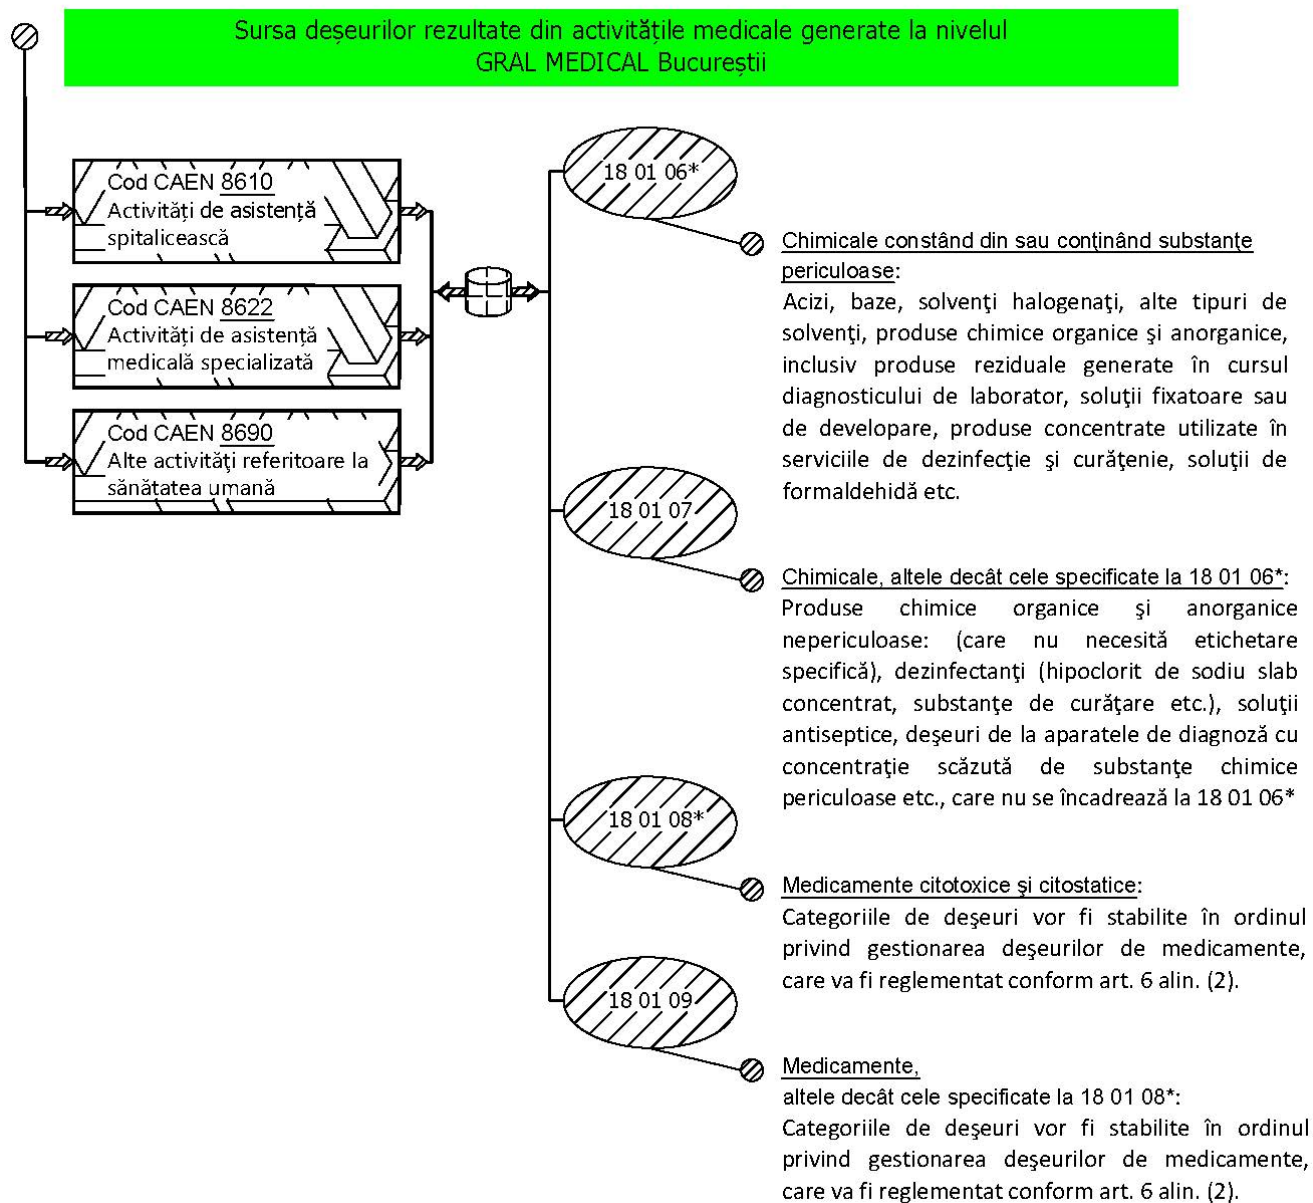 Sursa deșeurilor rezultate din activitățile medicale generate la nivelul
GRAL MEDICAL Bucureștii
Cod CAEN 8610
Activități de asistență
spitalicească
Cod CAEN 8622
Activități de asistență
medicală specializată
Cod CAEN 8690
Alte activităţi referitoare la
sănătatea umană
18 01 06*
Chimicale constând din sau conţinând substanţe
periculoase:
Acizi, baze, solvenţi halogenaţi, alte tipuri de
solvenţi, produse chimice organice şi anorganice,
inclusiv produse reziduale generate în cursul
diagnosticului de laborator, soluţii fixatoare sau
de developare, produse concentrate utilizate în
serviciile de dezinfecţie şi curăţenie, soluţii de
formaldehidă etc.
18 01 07
Chimicale, altele decât cele specificate la 18 01 06*:
Produse chimice organice şi anorganice
nepericuloase: (care nu necesită etichetare
specifică), dezinfectanţi (hipoclorit de sodiu slab
concentrat, substanţe de curăţare etc.), soluţii
antiseptice, deşeuri de la aparatele de diagnoză cu
concentraţie scăzută de substanţe chimice
periculoase etc., care nu se încadrează la 18 01 06*
18 01 08*
Medicamente citotoxice şi citostatice:
Categoriile de deşeuri vor fi stabilite în ordinul
privind gestionarea deşeurilor de medicamente,
care va fi reglementat conform art. 6 alin. (2).
18 01 09
Medicamente,
altele decât cele specificate la 18 01 08*:
Categoriile de deşeuri vor fi stabilite în ordinul
privind gestionarea deşeurilor de medicamente,
care va fi reglementat conform art. 6 alin. (2).